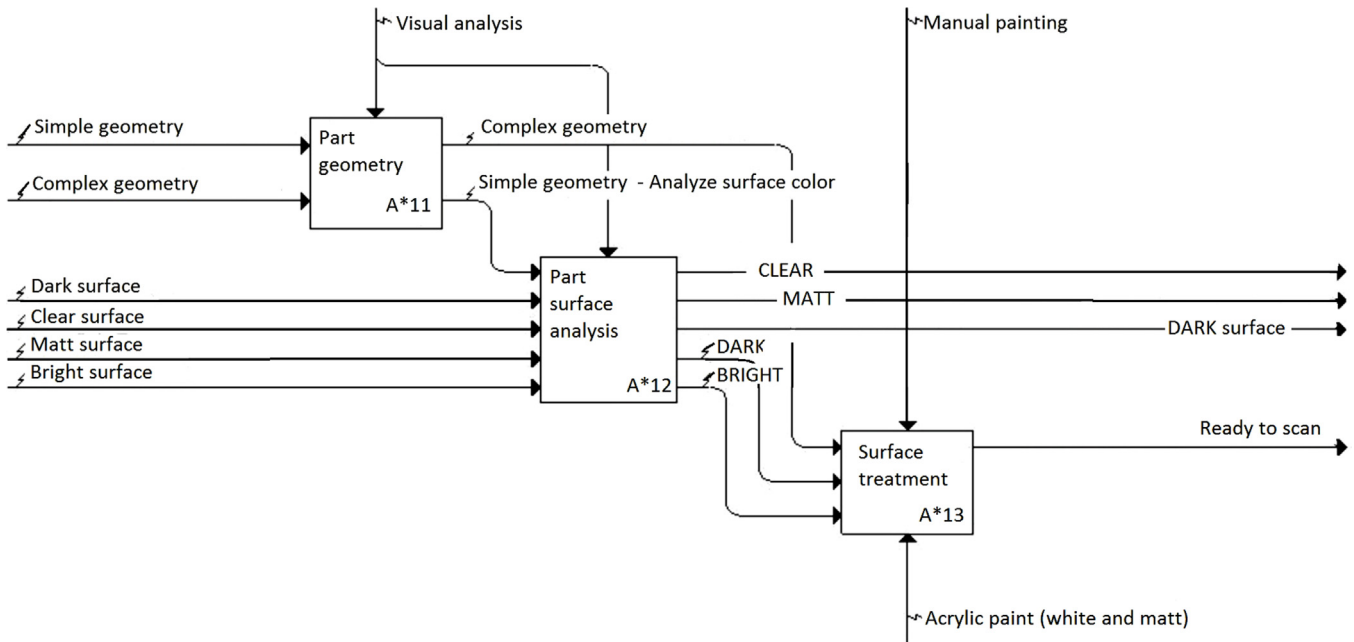 Visual analysis
Manual painting
Simple geometry
Part
geometry
A*11
Complex geometry
Complex geometry
Simple geometry - Analyze surface color
Dark surface
Clear surface
Matt surface
Bright surface
Part
surface
analysis
A*12
CLEAR
MATT
DARK surface
DARK
BRIGHT
Surface
treatment
A*13
Ready to scan
Acrylic paint (white and matt)